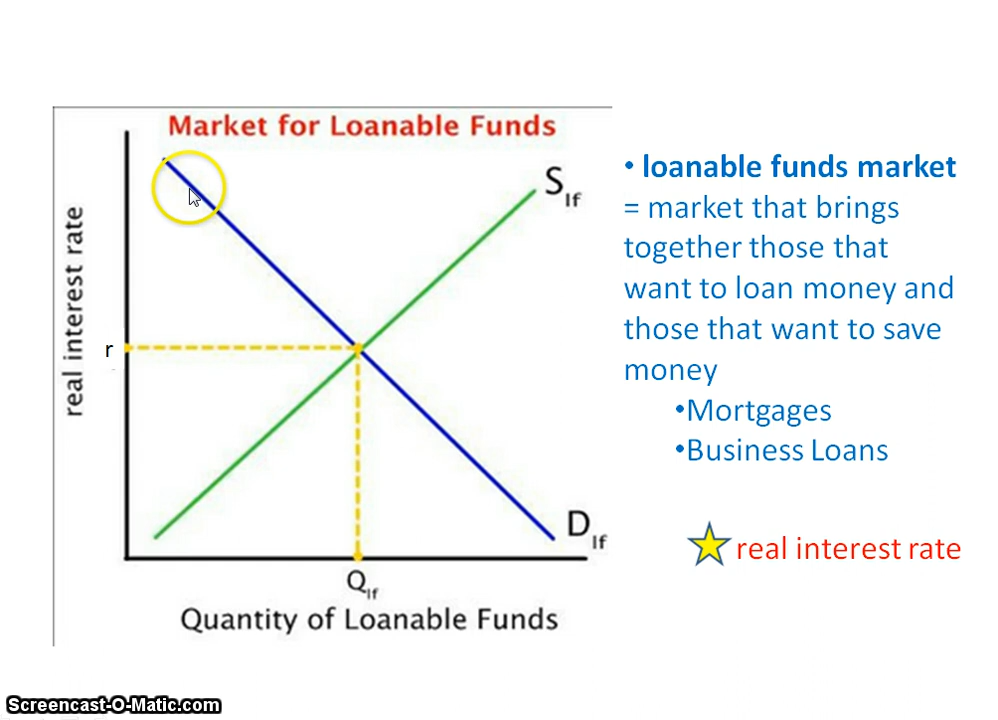 Market for Loanable Funds
real interest rate
S lf
r
D lf
Q lf
Quantity of Loanable Funds
• loanable funds market
= market that brings
together those that
want to loan money and
those that want to save
money
•Mortgages
•Business Loans
real interest rate
Screencast-O-Matic.com